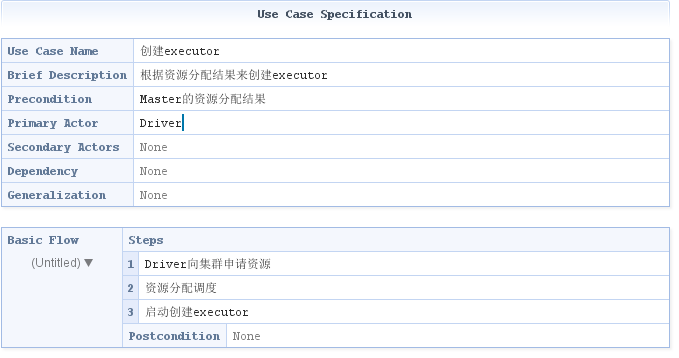 Use Case Specification
Use Case Name 创建executor
Brief Description 根据资源分配结果来创建executor
Precondition Master的资源分配结果
Primary Actor Driver
Secondary Actors None
Dependency None
Generalization None
Basic Flow Steps
(Untitled) ▼
1 Driver向集群申请资源
2 资源分配调度
3 启动创建executor
Postcondition None